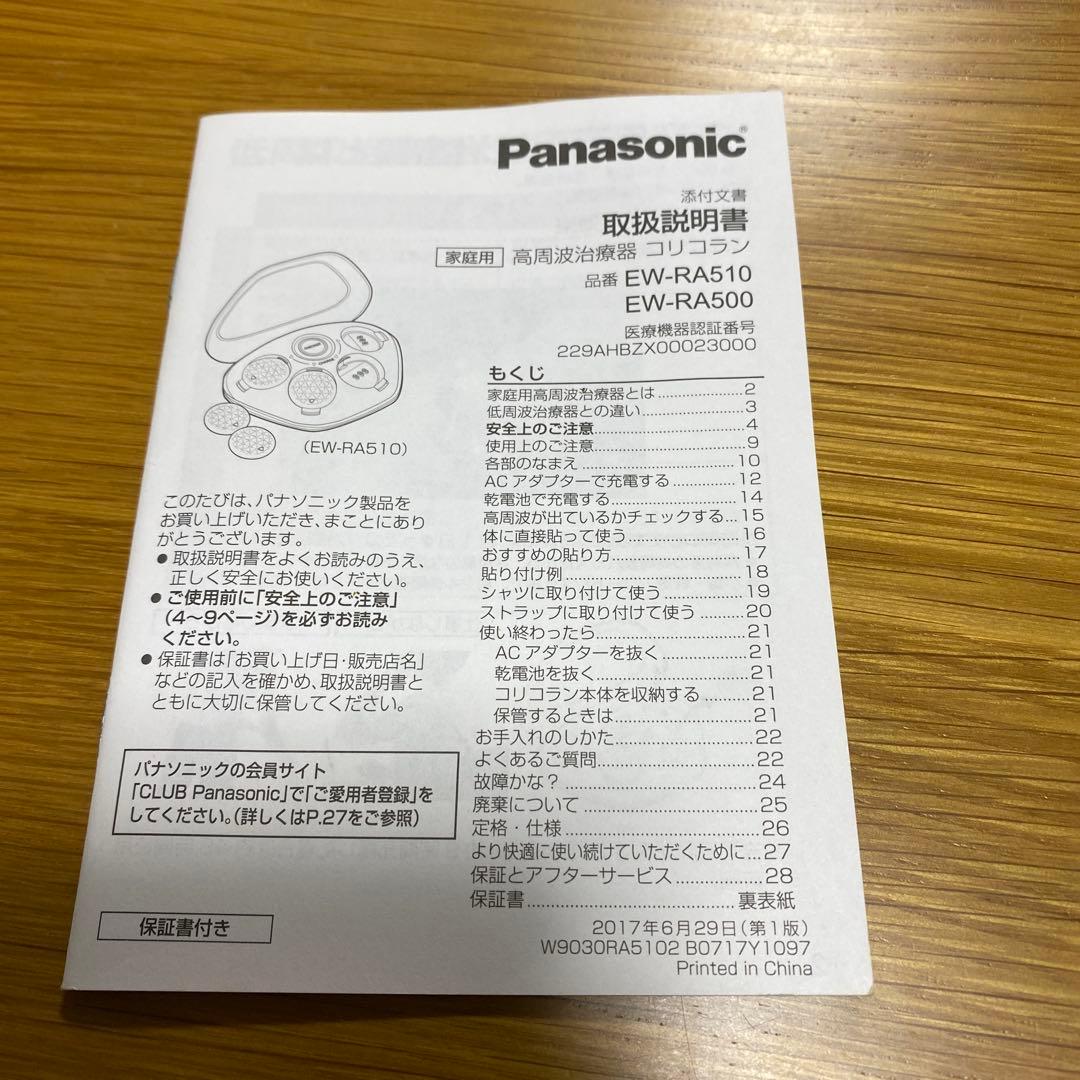 Panasonic®
添付文書
取扱説明書
家庭用 高周波治療器 コリコラン
品番 EW-RA510
EW-RA500
医療機器認証番号
229AHBZX00023000
(EW-RA510)
このたびは、パナソニック製品を
お買い上げいただき、まことにあり
がとうございます。
● 取扱説明書をよくお読みのうえ、
正しく安全にお使いください。
● ご使用前に「安全上のご注意」
(4〜9ページ)を必ずお読み
ください。
● 保証書は「お買い上げ日・販売店名」
などの記入を確かめ、取扱説明書と
ともに大切に保管してください。
パナソニックの会員サイト
「CLUB Panasonic」で「ご愛用者登録」を
してください。(詳しくはP.27をご参照)
保証書付き
もくじ
家庭用高周波治療器とは ................. 2
低周波治療器との違い .................... 3
安全上のご注意 .............................. 4
使用上のご注意 .............................. 9
各部のなまえ ............................... 10
ACアダプターで充電する ............. 12
乾電池で充電する ......................... 14
高周波が出ているかチェックする ... 15
体に直接貼って使う ...................... 16
おすすめの貼り方 ......................... 17
貼り付け例 .................................. 18
シャツに取り付けて使う ............... 19
ストラップに取り付けて使う ......... 20
使い終わったら ............................ 21
ACアダプターを抜く .................... 21
乾電池を抜く ............................... 21
コリコラン本体を収納する ............ 21
保管するときは ............................ 21
お手入れのしかた ......................... 22
よくあるご質問 ............................ 22
故障かな? .................................. 24
廃棄について ............................... 25
定格・仕様 .................................. 26
より快適に使い続けていただくために ... 27
保証とアフターサービス ............... 28
保証書 .................................. 裏表紙
2017年6月29日(第1版)
W9030RA5102 B0717Y1097
Printed in China